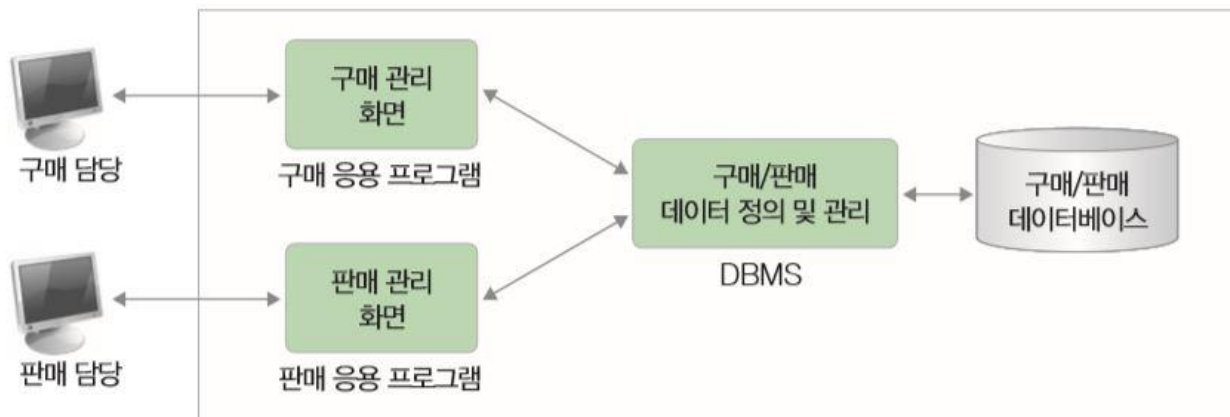 구매 담당
구매 관리
화면
구매 응용 프로그램
판매 담당
판매 관리
화면
판매 응용 프로그램
구매/판매
데이터 정의 및 관리
DBMS
구매/판매
데이터베이스